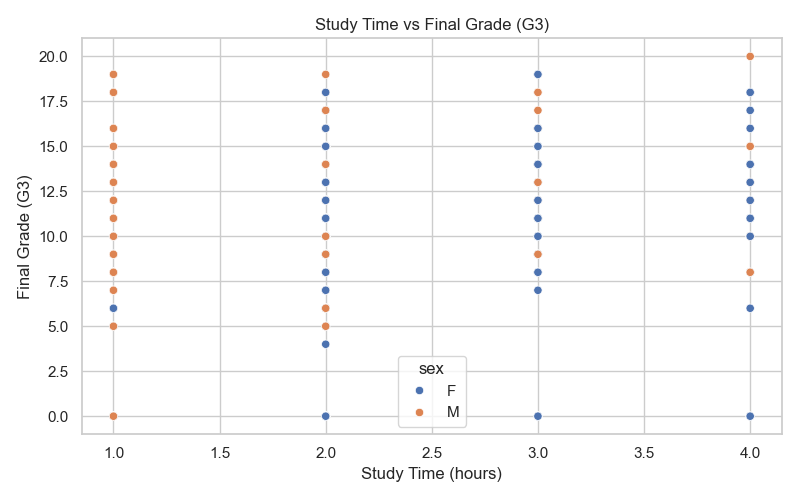 Study Time vs Final Grade (G3)
20.0
17.5
15.0
12.5
10.0
7.5
5.0
2.5
0.0
Final Grade (G3)
sex
F
M
1.0 1.5 2.0 2.5 3.0 3.5 4.0
Study Time (hours)